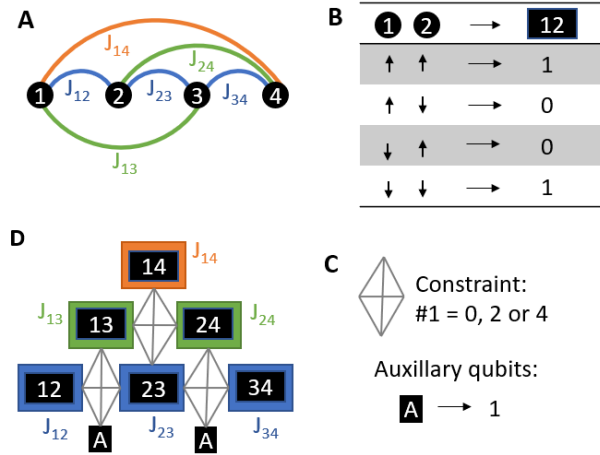 A
J14
J24
1
J12
2
J23
3
J34
4
J13
B
1 2 → 12
↑ ↑ → 1
↑ ↓ → 0
↓ ↑ → 0
↓ ↓ → 1
D
14
J14
J13
13
24
J24
12
23
34
J12
A
J23
A
J34
C
Constraint:
#1 = 0, 2 or 4
Auxillary qubits:
A → 1